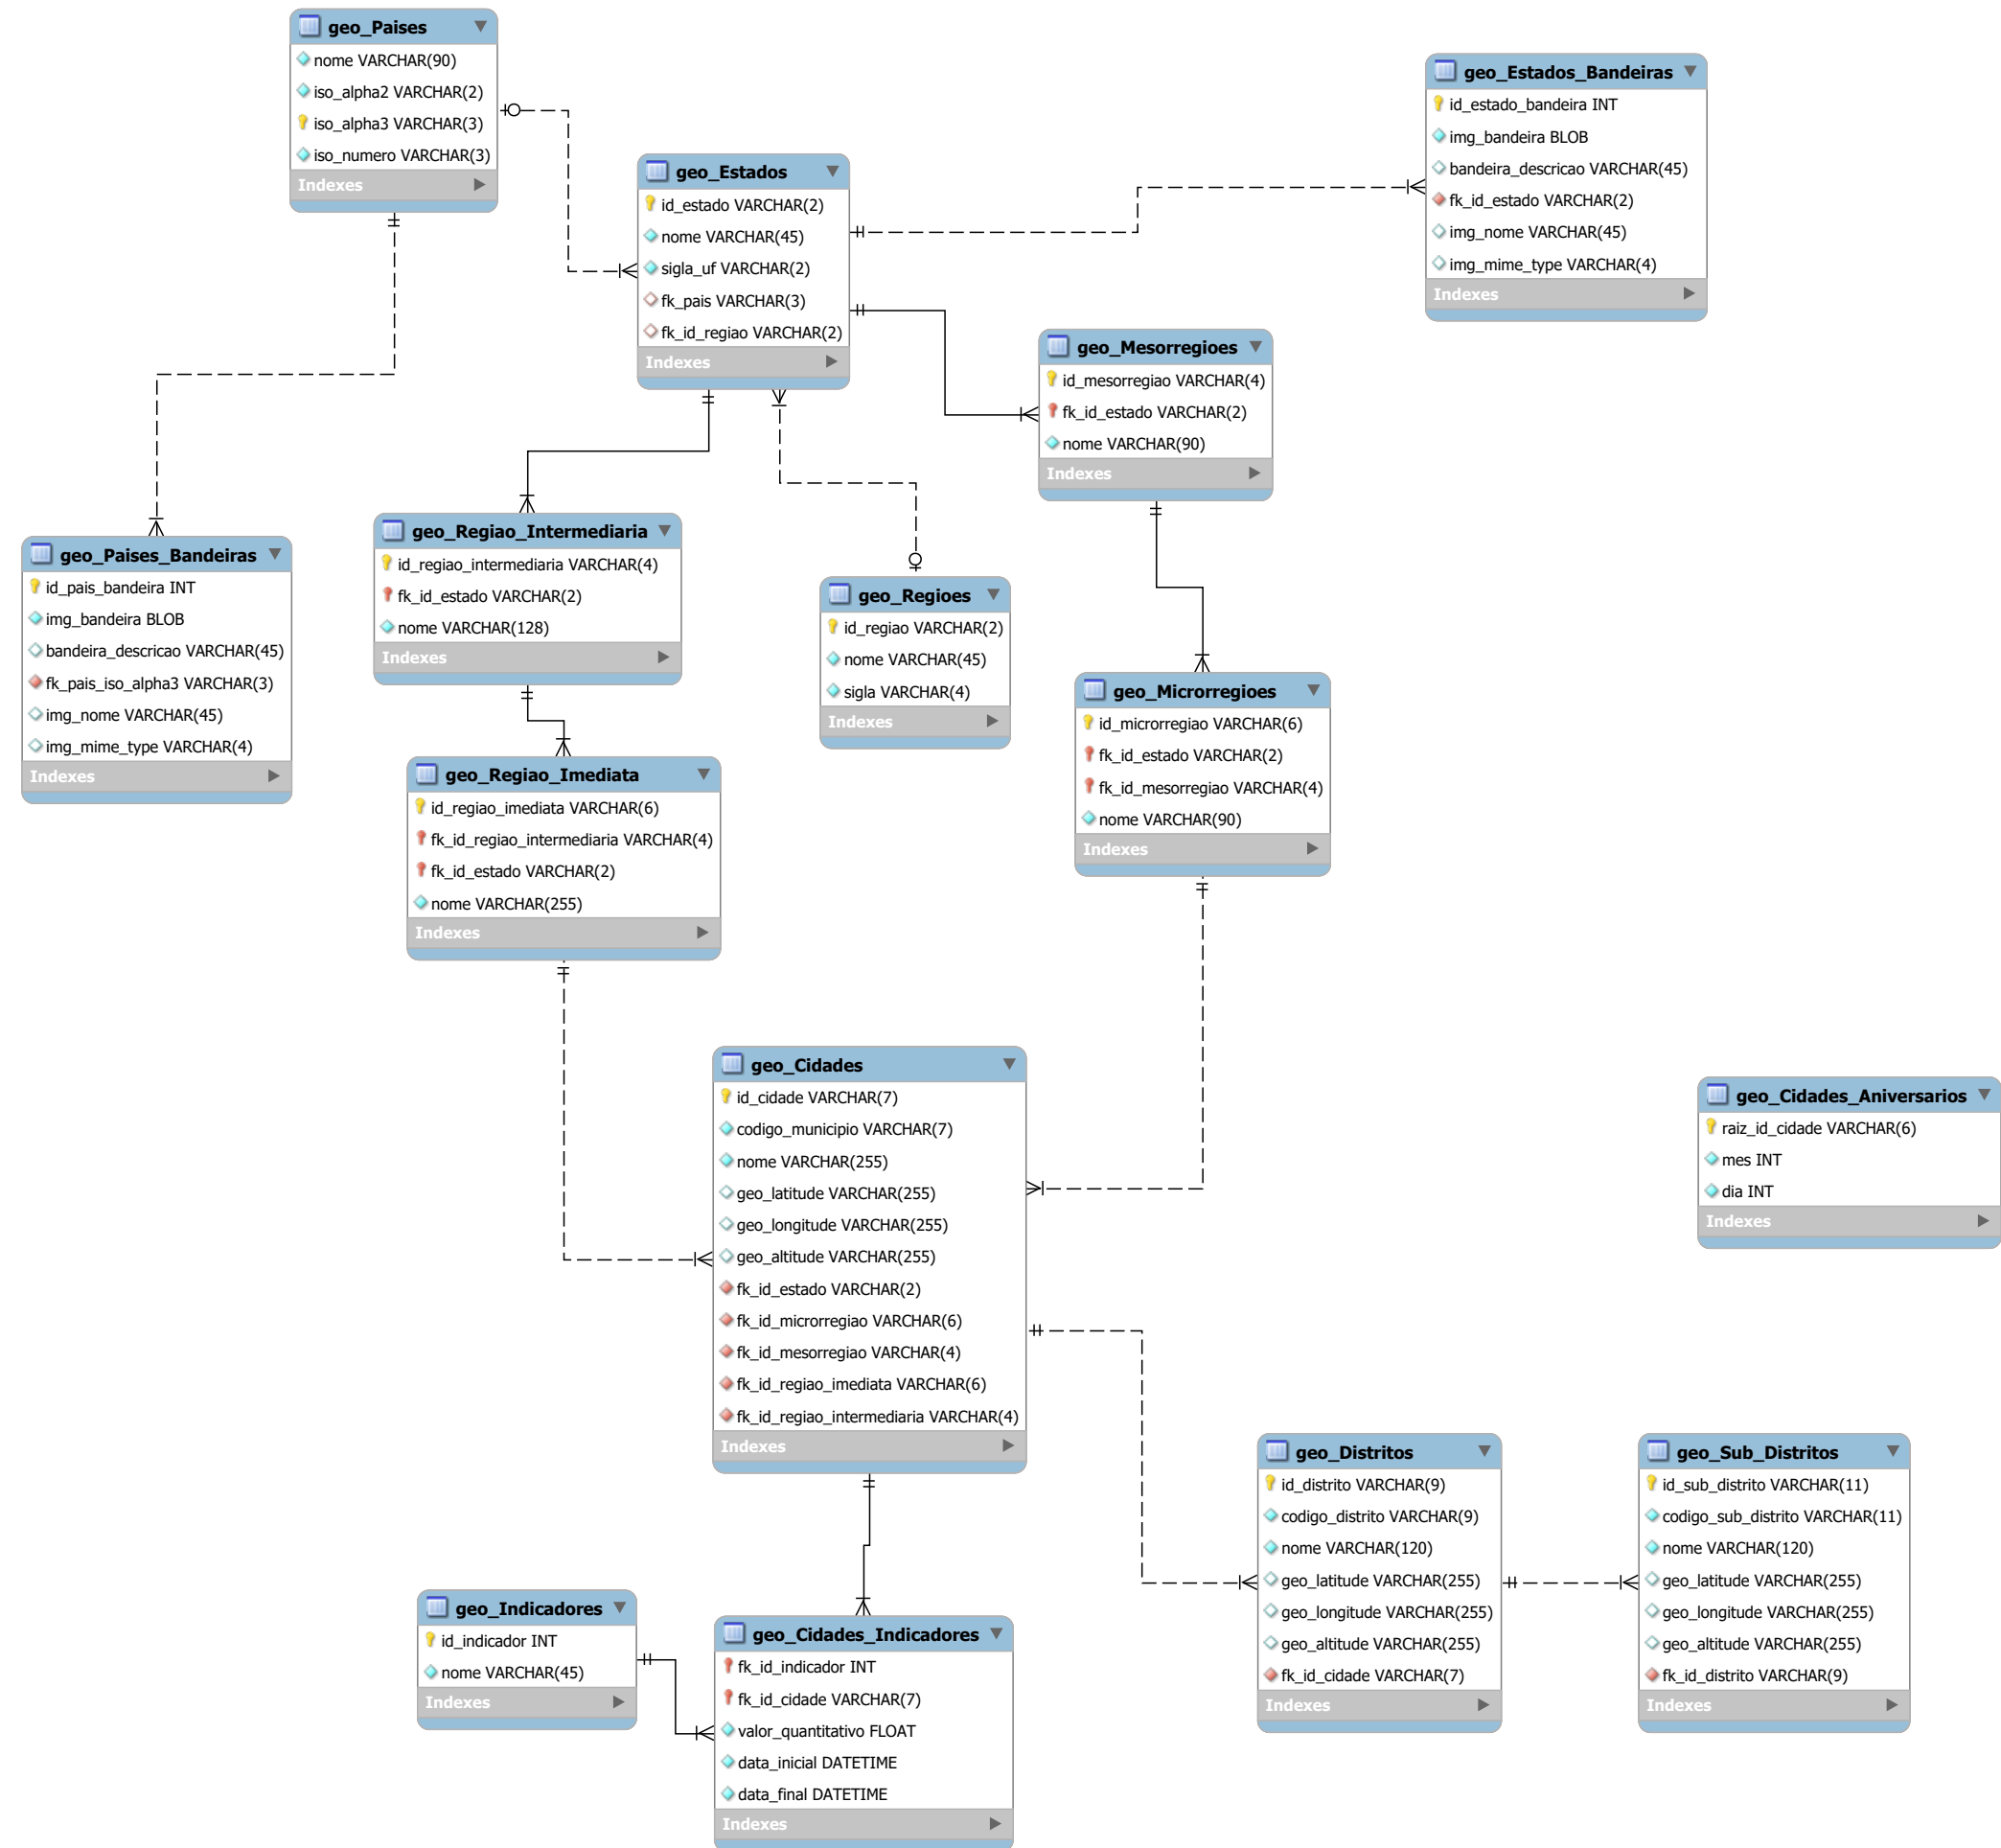 geo_Paises
nome VARCHAR(90)
iso_alpha2 VARCHAR(2)
iso_alpha3 VARCHAR(3)
iso_numero VARCHAR(3)
Indexes
geo_Estados_Bandeiras
id_estado_bandeira INT
img_bandeira BLOB
bandeira_descricao VARCHAR(45)
fk_id_estado VARCHAR(2)
img_nome VARCHAR(45)
img_mime_type VARCHAR(4)
Indexes
geo_Estados
id_estado VARCHAR(2)
nome VARCHAR(45)
sigla_uf VARCHAR(2)
fk_pais VARCHAR(3)
fk_id_regiao VARCHAR(2)
Indexes
geo_Mesorregioes
id_mesorregiao VARCHAR(4)
fk_id_estado VARCHAR(2)
nome VARCHAR(90)
Indexes
geo_Paises_Bandeiras
id_pais_bandeira INT
img_bandeira BLOB
bandeira_descricao VARCHAR(45)
fk_pais_iso_alpha3 VARCHAR(3)
img_nome VARCHAR(45)
img_mime_type VARCHAR(4)
Indexes
geo_Regiao_Intermediaria
id_regiao_intermediaria VARCHAR(4)
fk_id_estado VARCHAR(2)
nome VARCHAR(128)
Indexes
geo_Regioes
id_regiao VARCHAR(2)
nome VARCHAR(45)
sigla VARCHAR(4)
Indexes
geo_Microrregioes
id_microrregiao VARCHAR(6)
fk_id_estado VARCHAR(2)
fk_id_mesorregiao VARCHAR(4)
nome VARCHAR(90)
Indexes
geo_Regiao_Imediata
id_regiao_imediata VARCHAR(6)
fk_id_regiao_intermediaria VARCHAR(4)
fk_id_estado VARCHAR(2)
nome VARCHAR(255)
Indexes
geo_Cidades
id_cidade VARCHAR(7)
codigo_municipio VARCHAR(7)
nome VARCHAR(255)
geo_latitude VARCHAR(255)
geo_longitude VARCHAR(255)
geo_altitude VARCHAR(255)
fk_id_estado VARCHAR(2)
fk_id_microrregiao VARCHAR(6)
fk_id_mesorregiao VARCHAR(4)
fk_id_regiao_imediata VARCHAR(6)
fk_id_regiao_intermediaria VARCHAR(4)
Indexes
geo_Cidades_Aniversarios
raiz_id_cidade VARCHAR(6)
mes INT
dia INT
Indexes
geo_Distritos
id_distrito VARCHAR(9)
codigo_distrito VARCHAR(9)
nome VARCHAR(120)
geo_latitude VARCHAR(255)
geo_longitude VARCHAR(255)
geo_altitude VARCHAR(255)
fk_id_cidade VARCHAR(7)
Indexes
geo_Sub_Distritos
id_sub_distrito VARCHAR(11)
codigo_sub_distrito VARCHAR(11)
nome VARCHAR(120)
geo_latitude VARCHAR(255)
geo_longitude VARCHAR(255)
geo_altitude VARCHAR(255)
fk_id_distrito VARCHAR(9)
Indexes
geo_Indicadores
id_indicador INT
nome VARCHAR(45)
Indexes
geo_Cidades_Indicadores
fk_id_indicador INT
fk_id_cidade VARCHAR(7)
valor_quantitativo FLOAT
data_inicial DATETIME
data_final DATETIME
Indexes